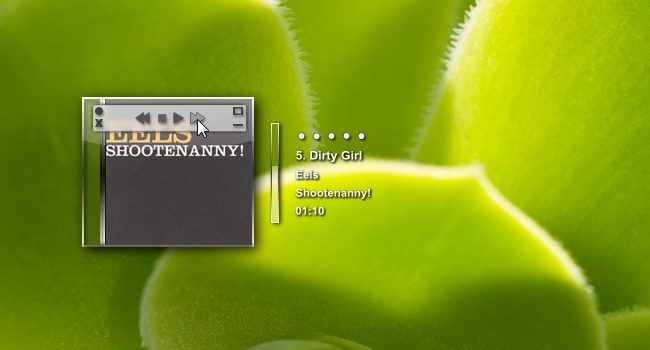 EELS
SHOOTENANNY!
5. Dirty Girl
Eels
Shootenanny!
01:10